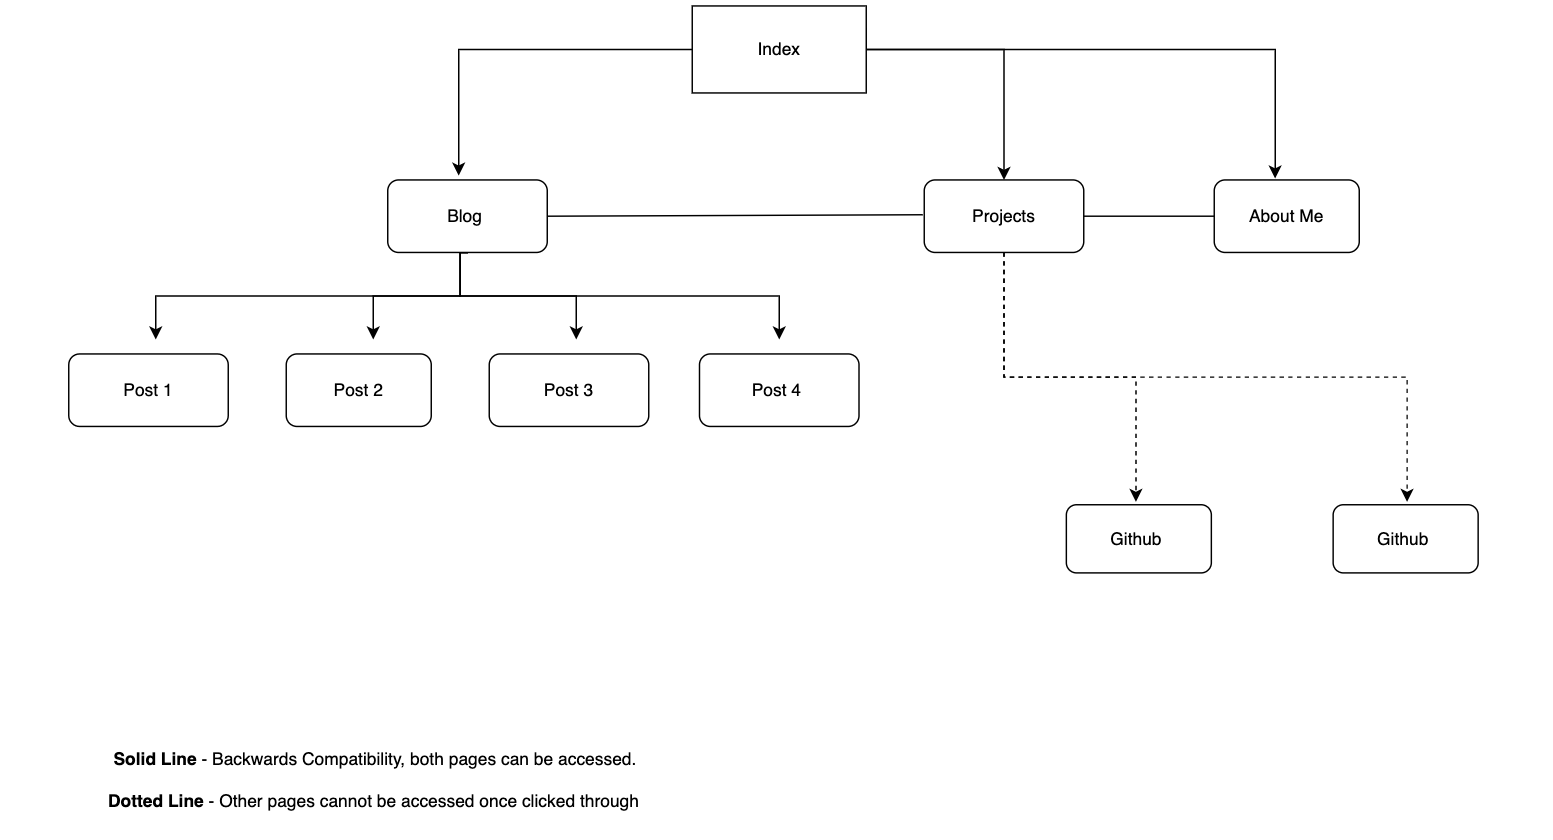 Index
Blog
Projects
About Me
Post 1
Post 2
Post 3
Post 4
Github
Github
Solid Line - Backwards Compatibility, both pages can be accessed.
Dotted Line - Other pages cannot be accessed once clicked through